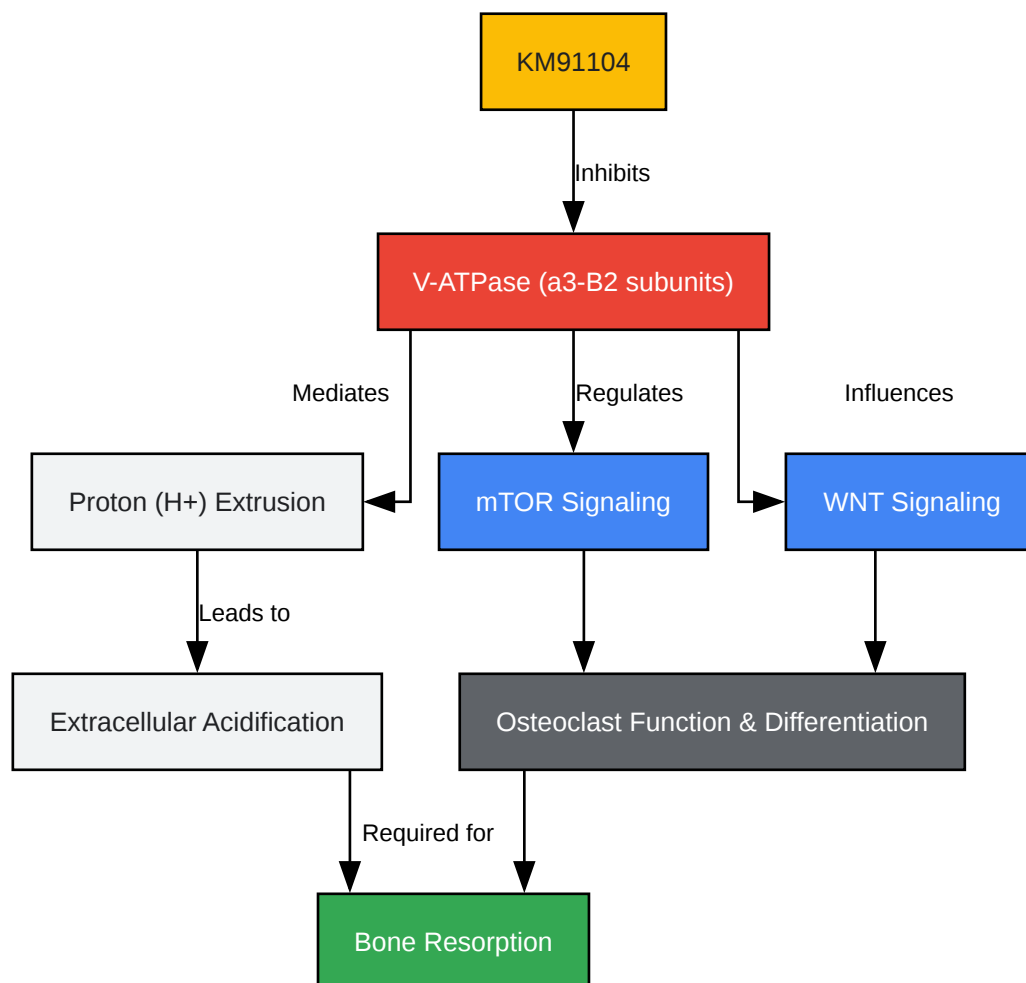 KM91104
Inhibits
V-ATPase (a3-B2 subunits)
Mediates
Regulates
Influences
Proton (H+) Extrusion
mTOR Signaling
WNT Signaling
Leads to
Extracellular Acidification
Osteoclast Function & Differentiation
Required for
Bone Resorption